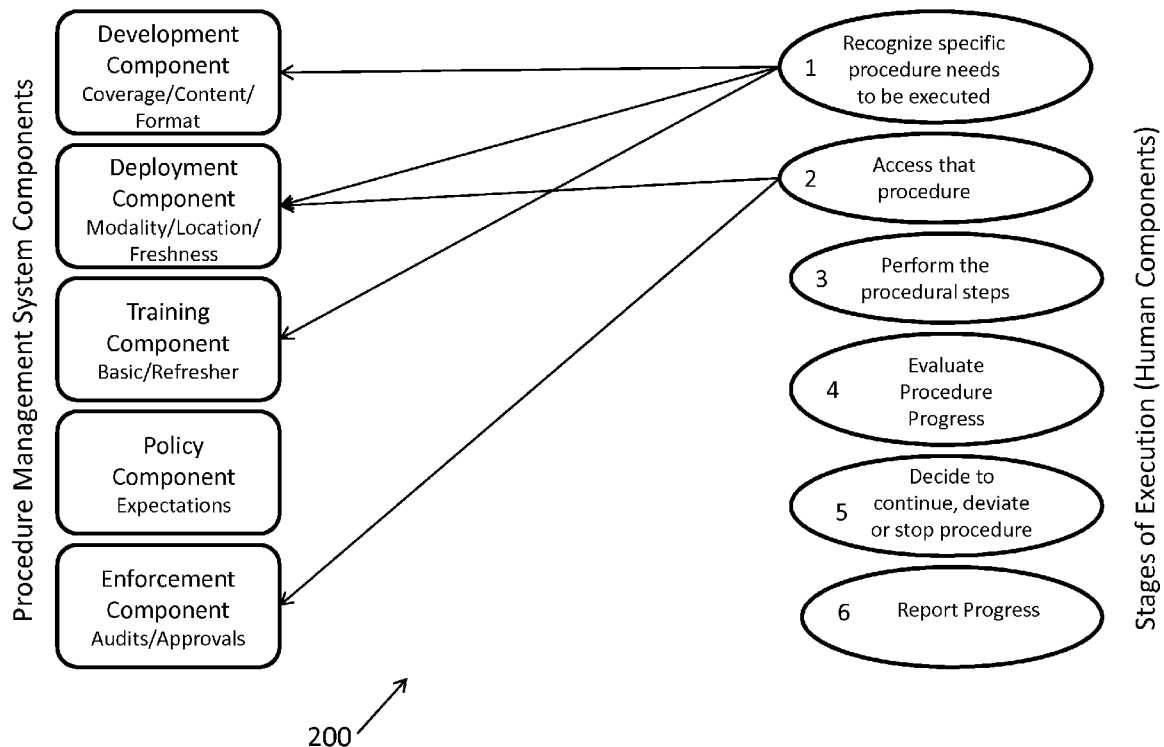 Procedure Management System Components
Development
Component
Coverage/Content/
Format
Deployment
Component
Modality/Location/
Freshness
Training
Component
Basic/Refresher
Policy
Component
Expectations
Enforcement
Component
Audits/Approvals
1
Recognize specific
procedure needs
to be executed
2
Access that
procedure
3
Perform the
procedural steps
4
Evaluate
Procedure
Progress
5
Decide to
continue, deviate
or stop procedure
6
Report Progress
Stages of Execution (Human Components)
200